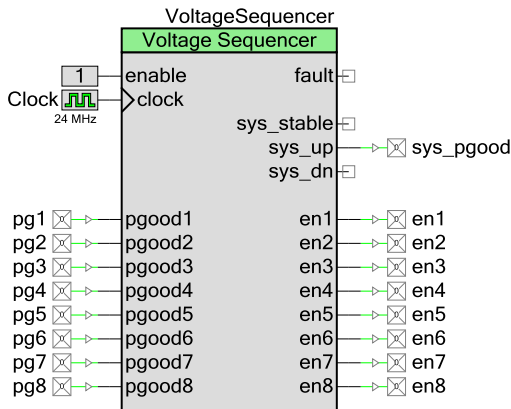 VoltageSequencer
Voltage Sequencer
1 enable fault
Clock clock
24 MHz
sys_stable
sys_up sys_pgood
sys_dn
pg1 pgood1 en1 en1
pg2 pgood2 en2 en2
pg3 pgood3 en3 en3
pg4 pgood4 en4 en4
pg5 pgood5 en5 en5
pg6 pgood6 en6 en6
pg7 pgood7 en7 en7
pg8 pgood8 en8 en8